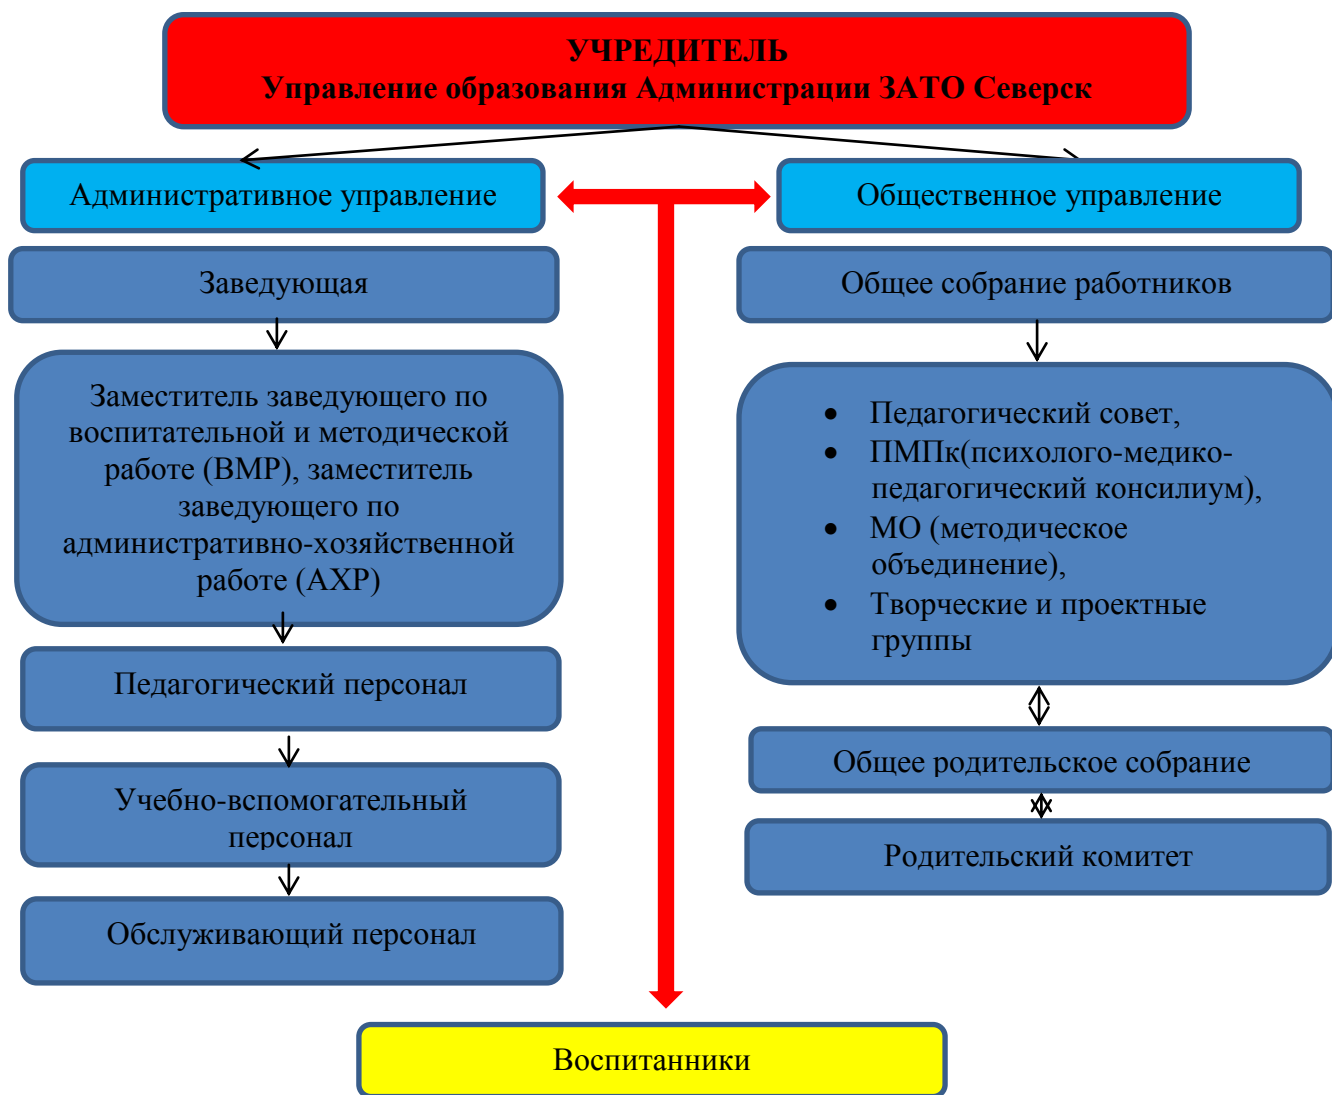 УЧРЕДИТЕЛЬ
Управление образования Администрации ЗАТО Северск
Административное управление
Общественное управление
Заведующая
Общее собрание работников
Заместитель заведующего по
воспитательной и методической
работе (ВМР), заместитель
заведующего по
административно-хозяйственной
работе (АХР)
• Педагогический совет,
• ПМПк(психолого-медико-
педагогический консилиум),
• МО (методическое
объединение),
• Творческие и проектные
группы
Педагогический персонал
Общее родительское собрание
Учебно-вспомогательный
персонал
Родительский комитет
Обслуживающий персонал
Воспитанники